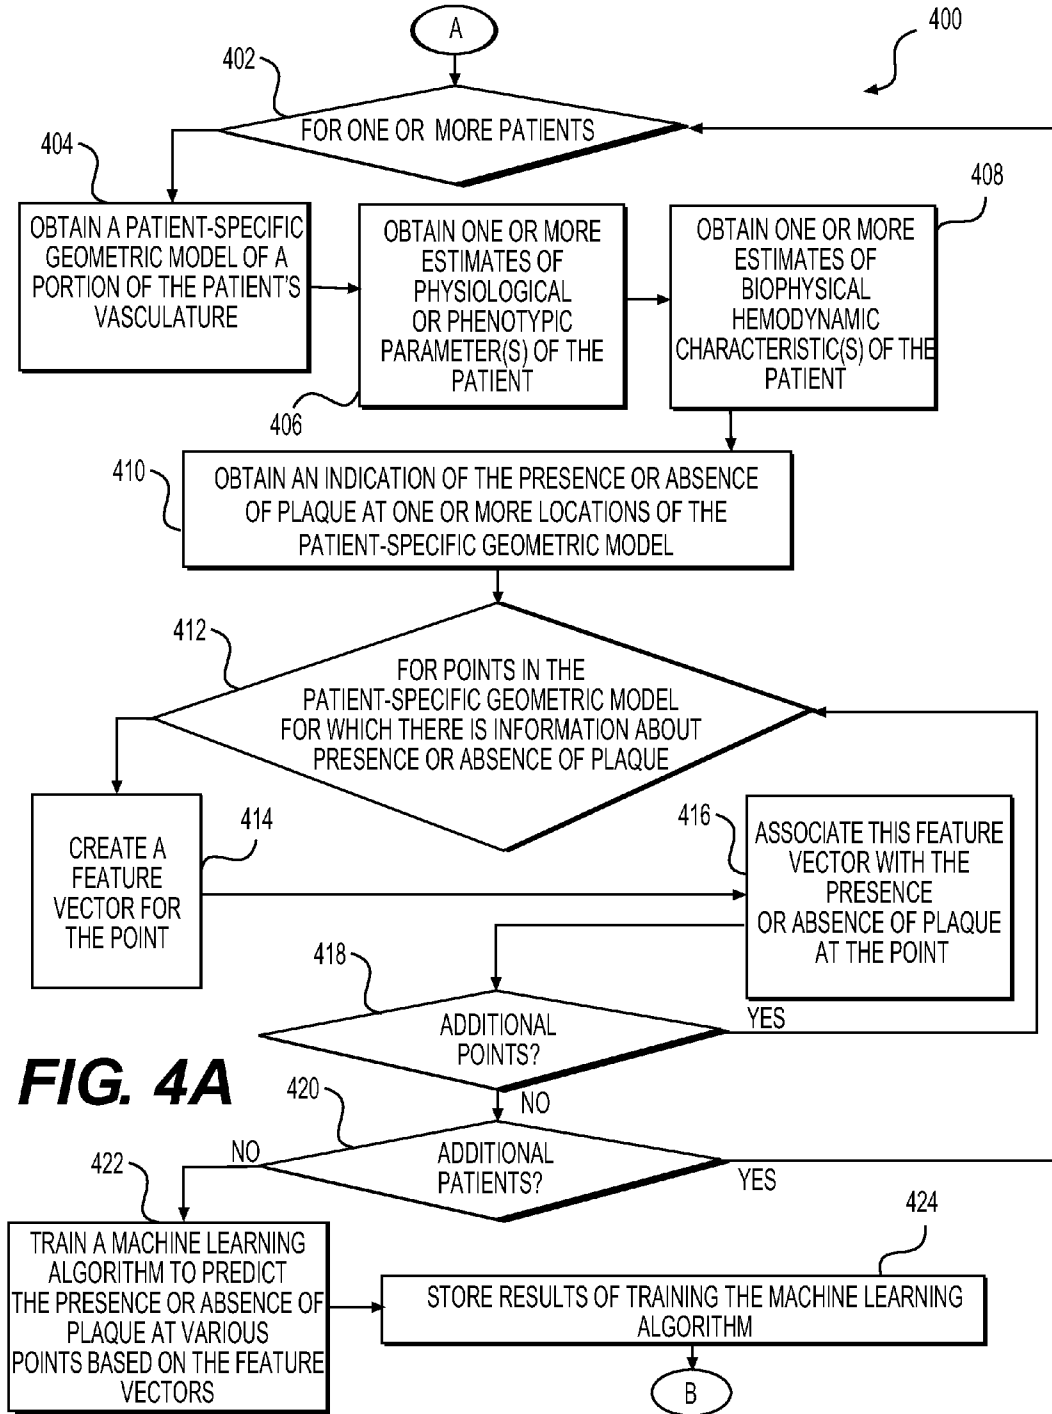 A
400
402
FOR ONE OR MORE PATIENTS
404
OBTAIN A PATIENT-SPECIFIC
GEOMETRIC MODEL OF A
PORTION OF THE PATIENT'S
VASCULATURE
OBTAIN ONE OR MORE
ESTIMATES OF
PHYSIOLOGICAL
OR PHENOTYPIC
PARAMETER(S) OF THE
PATIENT
406
408
OBTAIN ONE OR MORE
ESTIMATES OF
BIOPHYSICAL
HEMODYNAMIC
CHARACTERISTIC(S) OF THE
PATIENT
410
OBTAIN AN INDICATION OF THE PRESENCE OR ABSENCE
OF PLAQUE AT ONE OR MORE LOCATIONS OF THE
PATIENT-SPECIFIC GEOMETRIC MODEL
412
FOR POINTS IN THE
PATIENT-SPECIFIC GEOMETRIC MODEL
FOR WHICH THERE IS INFORMATION ABOUT
PRESENCE OR ABSENCE OF PLAQUE
CREATE A
FEATURE
VECTOR FOR
THE POINT
414
416
ASSOCIATE THIS FEATURE
VECTOR WITH THE
PRESENCE
OR ABSENCE OF PLAQUE
AT THE POINT
418
ADDITIONAL
POINTS?
YES
NO
FIG. 4A
420
ADDITIONAL
PATIENTS?
NO
YES
422
TRAIN A MACHINE LEARNING
ALGORITHM TO PREDICT
THE PRESENCE OR ABSENCE OF
PLAQUE AT VARIOUS
POINTS BASED ON THE FEATURE
VECTORS
424
STORE RESULTS OF TRAINING THE MACHINE LEARNING
ALGORITHM
B